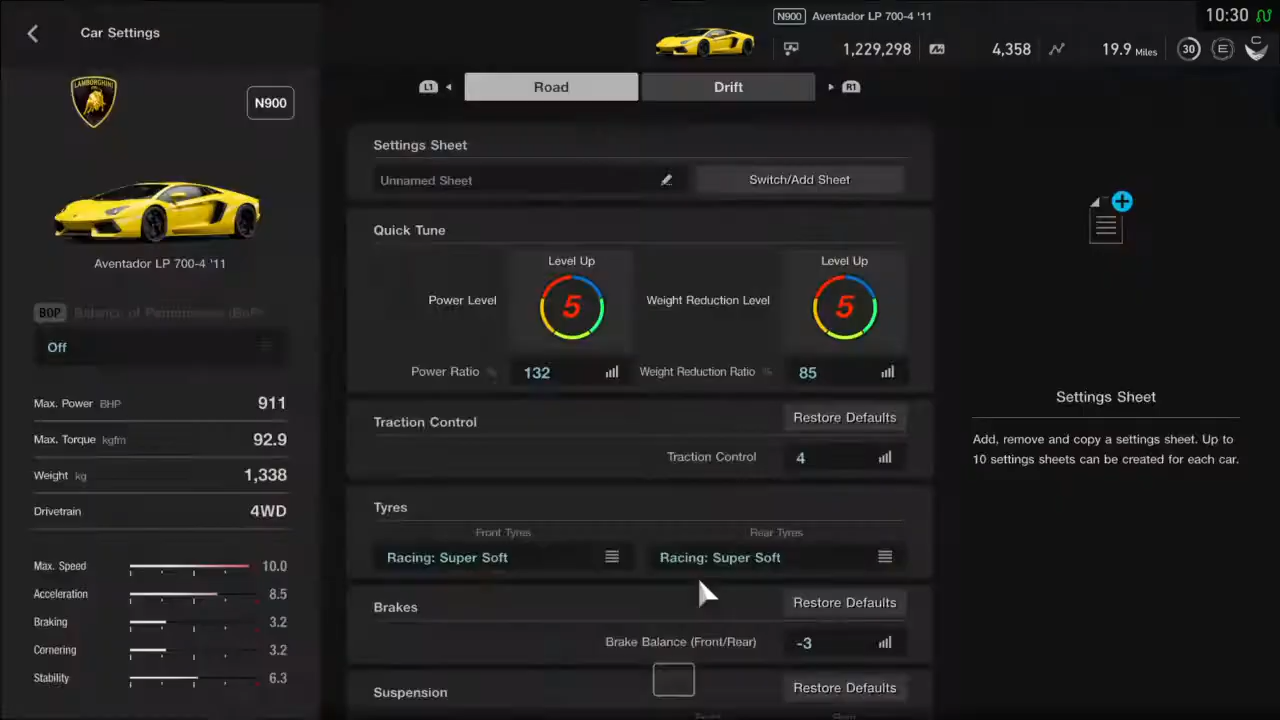 Car Settings
N900 Aventador LP 700-4 '11
10:30
1,229,298
4,358
19.9 Miles
30
E
C
LAMBORGHINI
N900
L1
Road
Drift
R1
Aventador LP 700-4 '11
BOP Balance of Performance (BoP)
Off
Max. Power BHP 911
Max. Torque kgfm 92.9
Weight kg 1,338
Drivetrain 4WD
Max. Speed 10.0
Acceleration 8.5
Braking 3.2
Cornering 3.2
Stability 6.3
Settings Sheet
Unnamed Sheet
Switch/Add Sheet
Quick Tune
Level Up
Level Up
Power Level 5
Weight Reduction Level 5
Power Ratio % 132
Weight Reduction Ratio % 85
Traction Control
Restore Defaults
Traction Control 4
Tyres
Front Tyres
Rear Tyres
Racing: Super Soft
Racing: Super Soft
Brakes
Restore Defaults
Brake Balance (Front/Rear) -3
Suspension
Restore Defaults
Settings Sheet
Add, remove and copy a settings sheet. Up to
10 settings sheets can be created for each car.